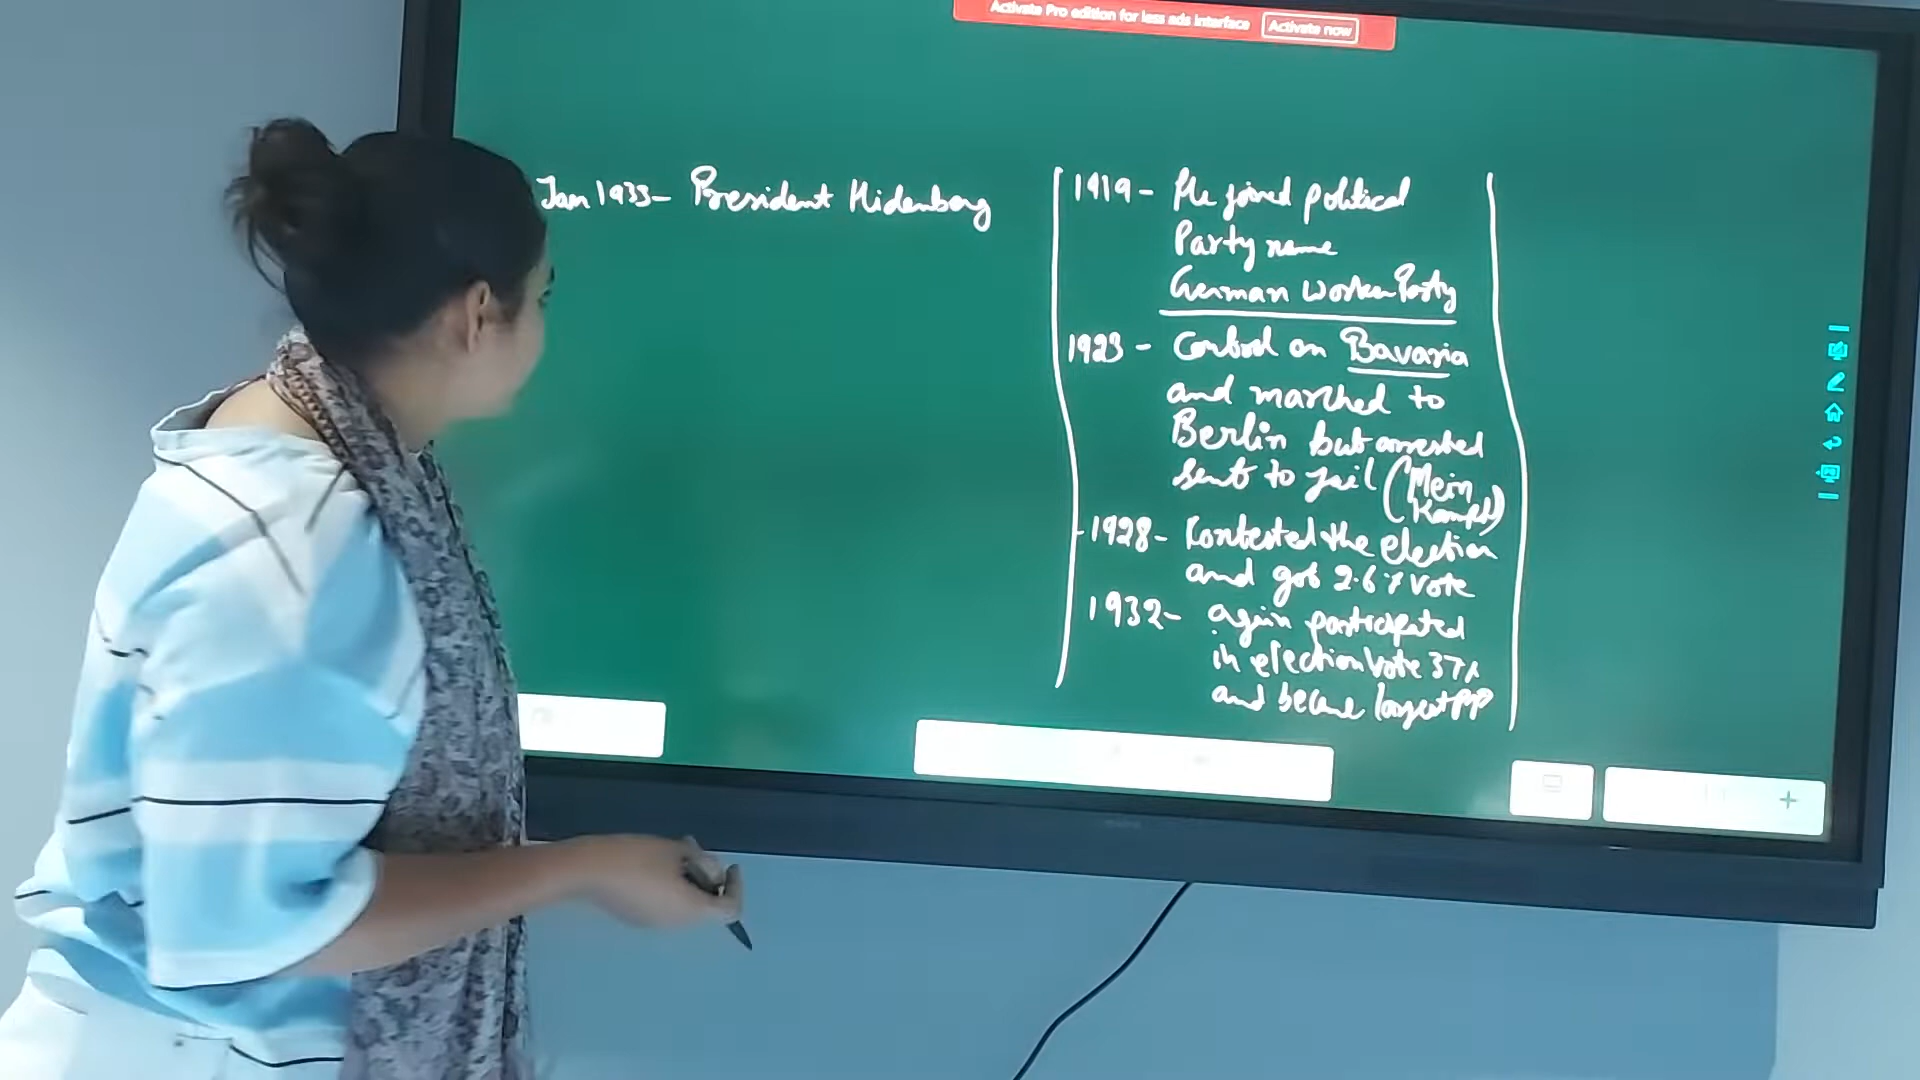 Activate Pro edition for less ads interface Activate now
Jan 1933- President Hidenberg
1919- He joined political
Party name
German Worker Party
1923- Control on Bavaria
and marched to
Berlin but arrested
sent to jail (Mein
Kampf)
-1928- Contested the election
and got 2.6% vote
1932- again participated
in election vote 37%
and became largest PP